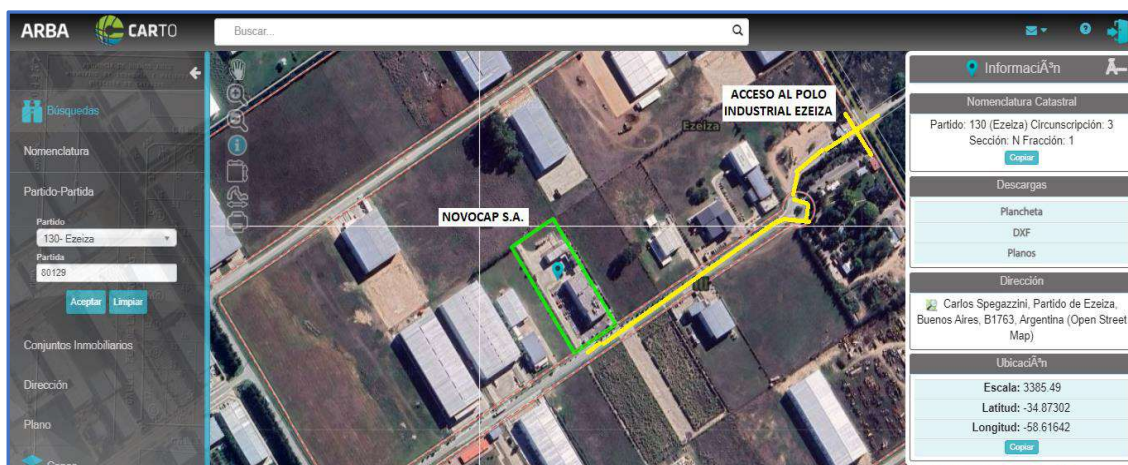 ARBA CARTO
Buscar...
Búsquedas
Nomenclatura
Partido-Partida
Partido
130- Ezeiza
Partida
80129
Aceptar Limpiar
Conjuntos Inmobiliarios
Dirección
Plano
Capas
ACCESO AL POLO
INDUSTRIAL EZEIZA
Ezeiza
NOVOCAP S.A.
InformaciÃ³n
Nomenclatura Catastral
Partido: 130 (Ezeiza) Circunscripción: 3
Sección: N Fracción: 1
Copiar
Descargas
Plancheta
DXF
Planos
Dirección
Carlos Spegazzini, Partido de Ezeiza,
Buenos Aires, B1763, Argentina (Open Street
Map)
UbicaciÃ³n
Escala: 3385.49
Latitud: -34.87302
Longitud: -58.61642
Copiar